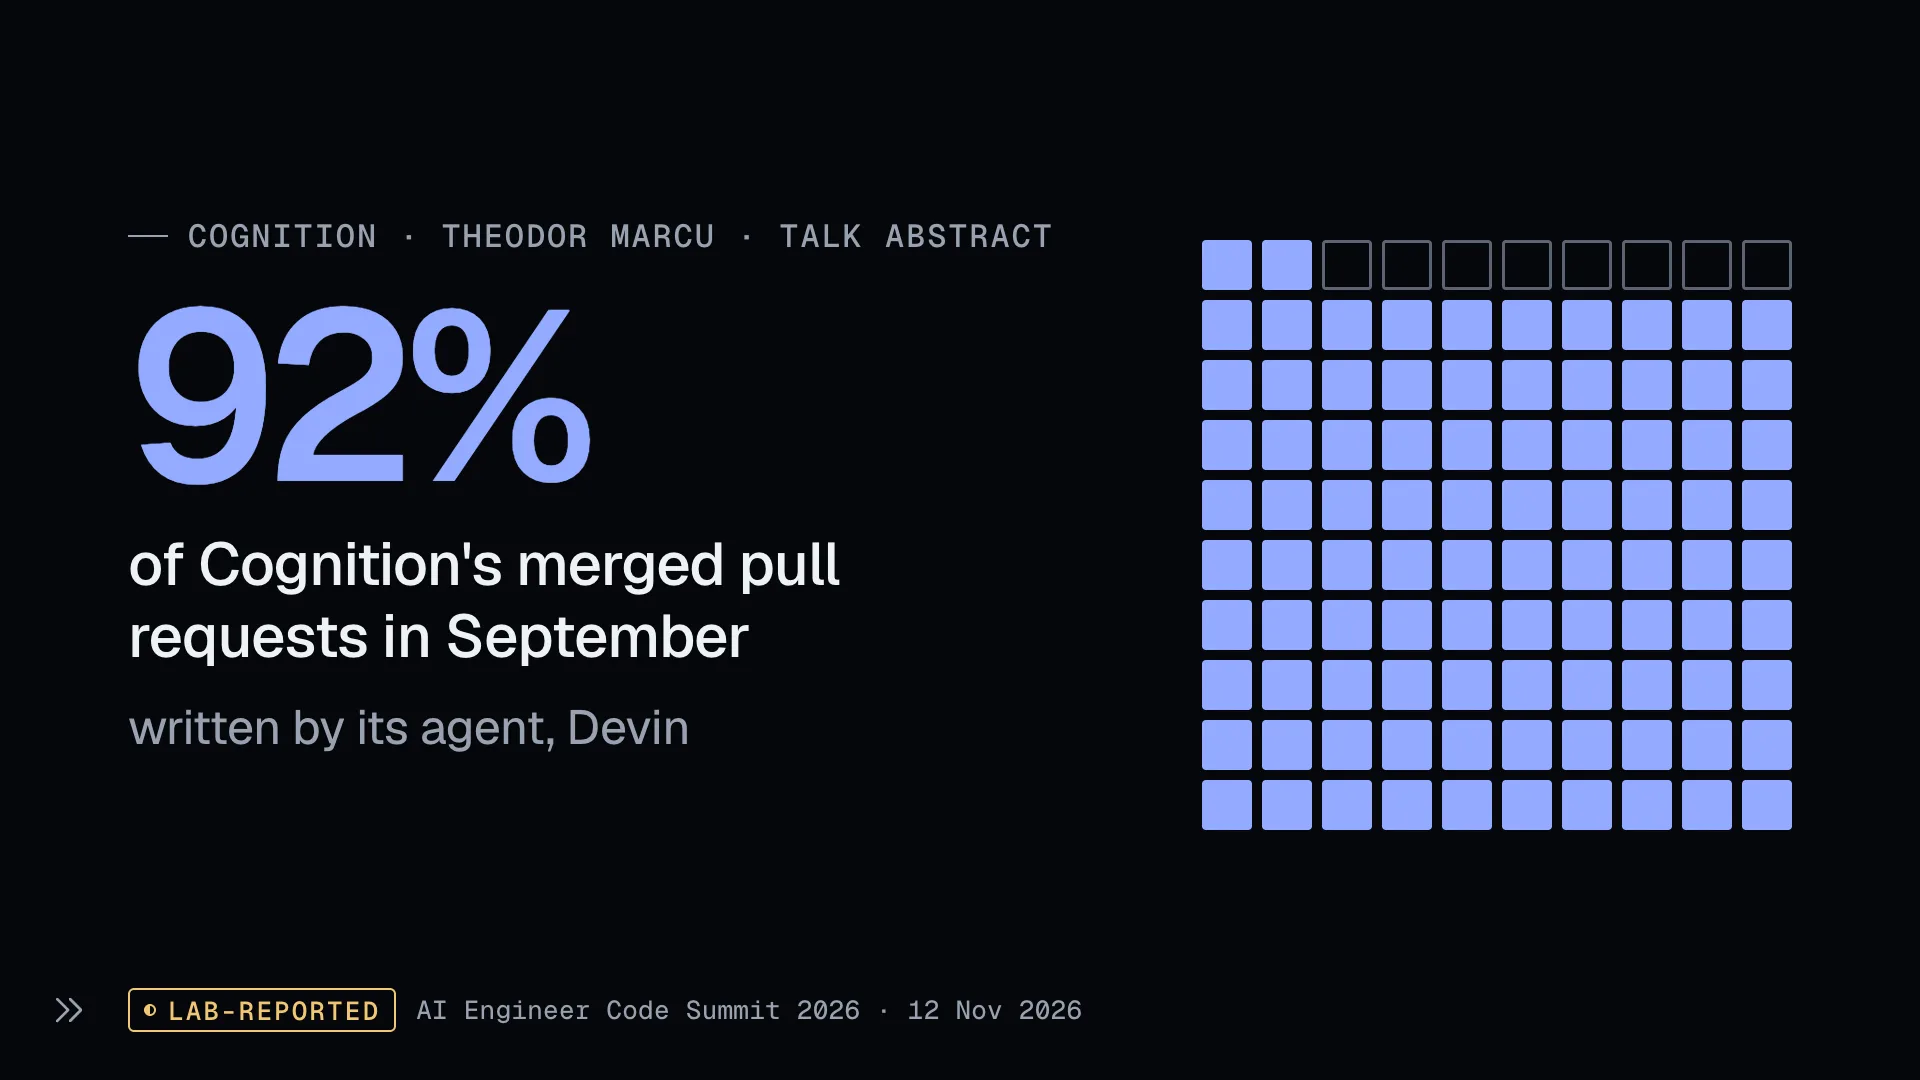 COGNITION · THEODOR MARCU · TALK ABSTRACT
92%
of Cognition's merged pull
requests in September
written by its agent, Devin
LAB-REPORTED AI Engineer Code Summit 2026 · 12 Nov 2026